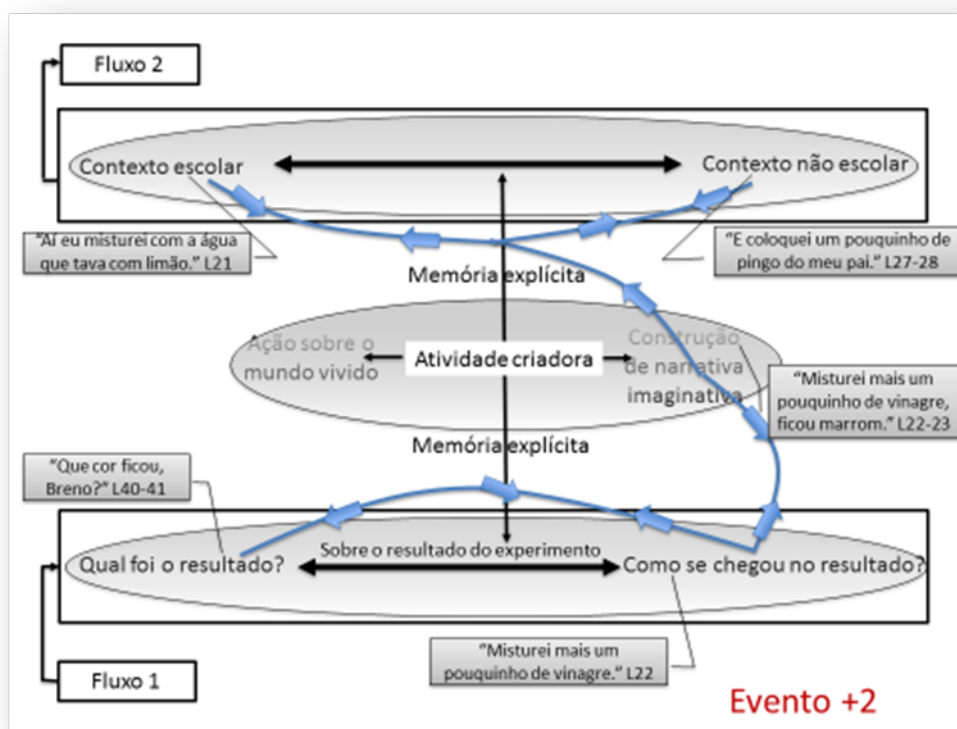 Fluxo 2
Contexto escolar
Contexto não escolar
“Aí eu misturei com a água
que tava com limão.” L21
“E coloquei um pouquinho de
pingo do meu pai.” L27-28
Memória explícita
Ação sobre o
mundo vivido
Atividade criadora
Construção
de narrativa
imaginativa
“Misturei mais um
pouquinho de vinagre,
ficou marrom.” L22-23
Memória explícita
“Que cor ficou,
Breno?” L40-41
Sobre o resultado do experimento
Qual foi o resultado?
Como se chegou no resultado?
“Misturei mais um
pouquinho de vinagre.” L22
Fluxo 1
Evento +2